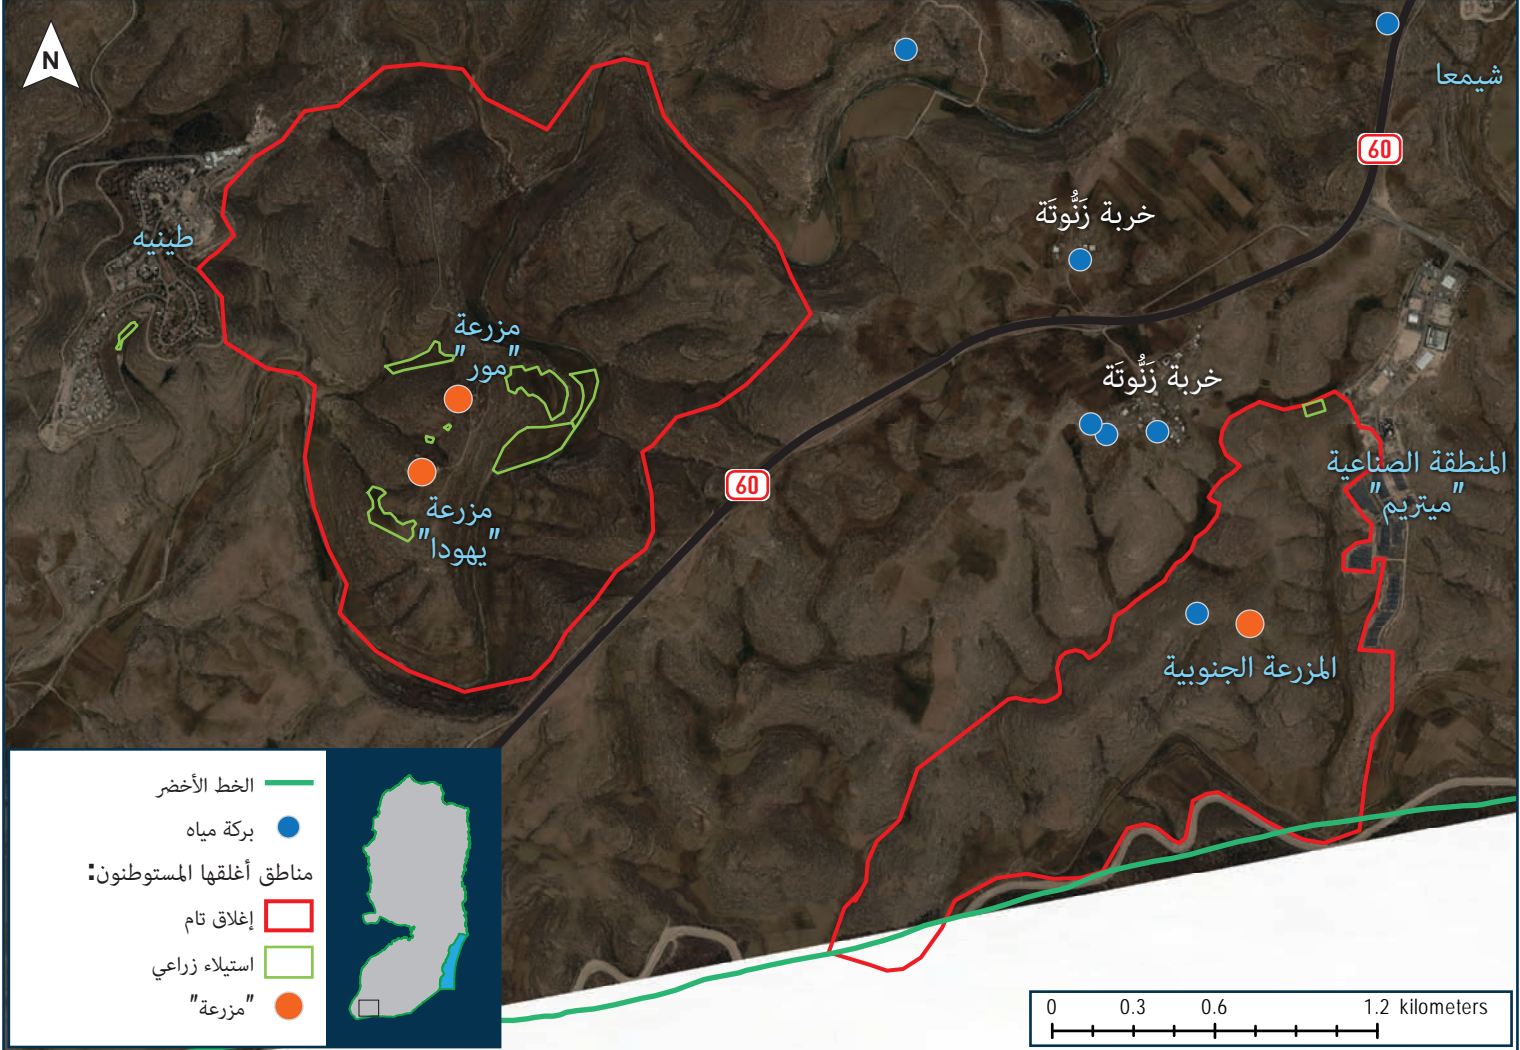 N
شيمعا
60
خربة زَنُّوتَة
طينيه
مزرعة
"مور"
خربة زَنُّوتَة
المنطقة الصناعية
"ميتريم"
60
مزرعة
"يهودا"
المزرعة الجنوبية
الخط الأخضر
بركة مياه
مناطق أغلقها المستوطنون:
إغلاق تام
استيلاء زراعي
"مزرعة"
0 0.3 0.6 1.2 kilometers